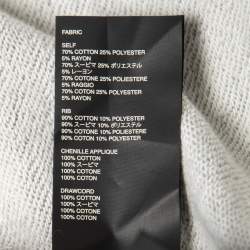 FABRIC
SELF
70% COTTON 25% POLYESTER
5% RAYON
70% スーピマ 25% ポリエステル
5% レーヨン
70% COTONE 25% POLIESTERE
5% RAGGIO
70% COTON 25% POLYESTER
5% RAYON
RIB
90% COTTON 10% POLYESTER
90% スーピマ 10% ポリエステル
90% COTONE 10% POLIESTERE
90% COTON 10% POLYESTER
CHENILLE APPLIQUE
100% COTTON
100% スーピマ
100% COTONE
100% COTON
DRAWCORD
100% COTTON
100% スーピマ
100% COTONE
100% COTON